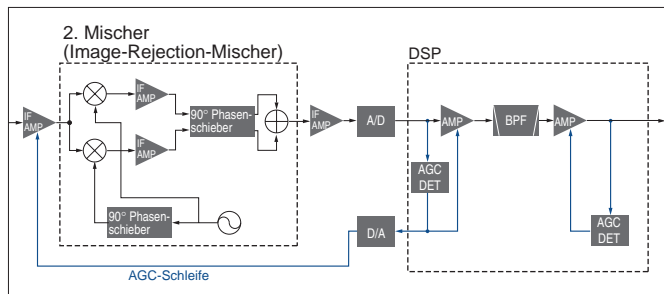 2. Mischer
(Image-Rejection-Mischer)
DSP
IF
AMP
IF
AMP
IF
AMP
90° Phasen-
schieber
IF
AMP
A/D
AMP
BPF
AMP
AGC
DET
90° Phasen-
schieber
D/A
AGC
DET
AGC-Schleife